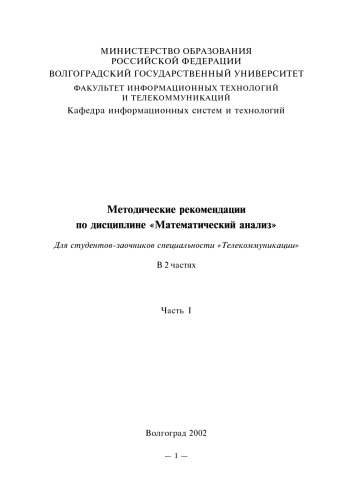 МИНИСТЕРСТВО ОБРАЗОВАНИЯ
РОССИЙСКОЙ ФЕДЕРАЦИИ
ВОЛГОГРАДСКИЙ ГОСУДАРСТВЕННЫЙ УНИВЕРСИТЕТ
ФАКУЛЬТЕТ ИНФОРМАЦИОННЫХ ТЕХНОЛОГИЙ
И ТЕЛЕКОММУНИКАЦИЙ
Кафедра информационных систем и технологий
Методические рекомендации
по дисциплине «Математический анализ»
Для студентов-заочников специальности «Телекоммуникации»
В 2 частях
Часть I
Волгоград 2002
— 1 —